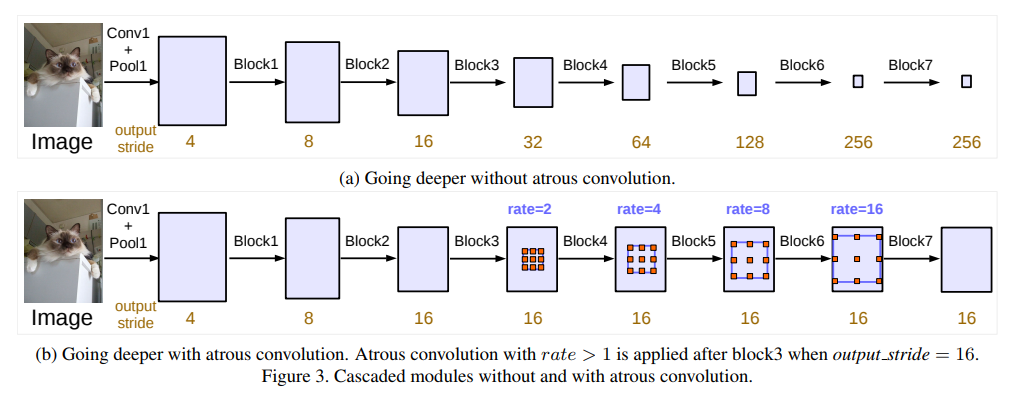 Conv1
+
Pool1
Block1 Block2 Block3 Block4 Block5 Block6 Block7
Image
output
stride
4 8 16 32 64 128 256 256
(a) Going deeper without atrous convolution.
rate=2 rate=4 rate=8 rate=16
Conv1
+
Pool1
Block1 Block2 Block3 Block4 Block5 Block6 Block7
Image
output
stride
4 8 16 16 16 16 16 16
(b) Going deeper with atrous convolution. Atrous convolution with rate > 1 is applied after block3 when output_stride = 16.
Figure 3. Cascaded modules without and with atrous convolution.